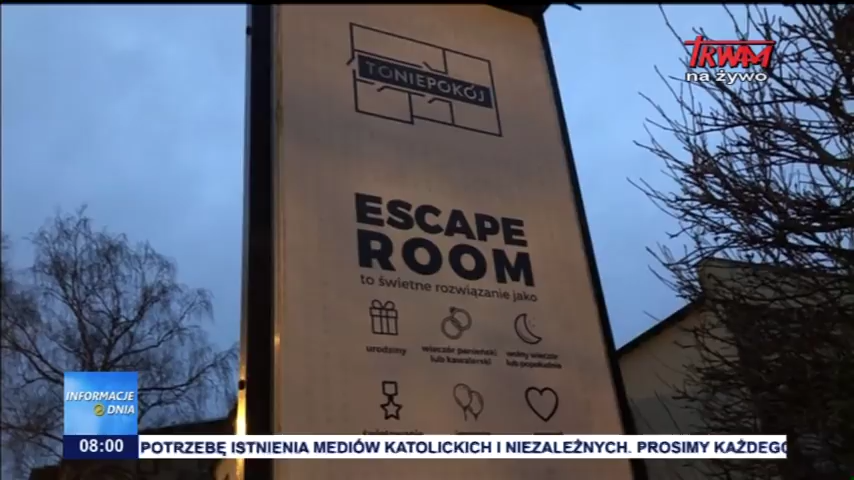 TRWAM
na żywo
TONIEPOKÓJ
ESCAPE
ROOM
to świetne rozwiązanie jako
urodziny
wieczór panieński
lub kawalerski
wolny wieczór
lub popołudnie
INFORMACJE
DNIA
08:00
POTRZEBĘ ISTNIENIA MEDIÓW KATOLICKICH I NIEZALEŻNYCH. PROSIMY KAŻDEGO